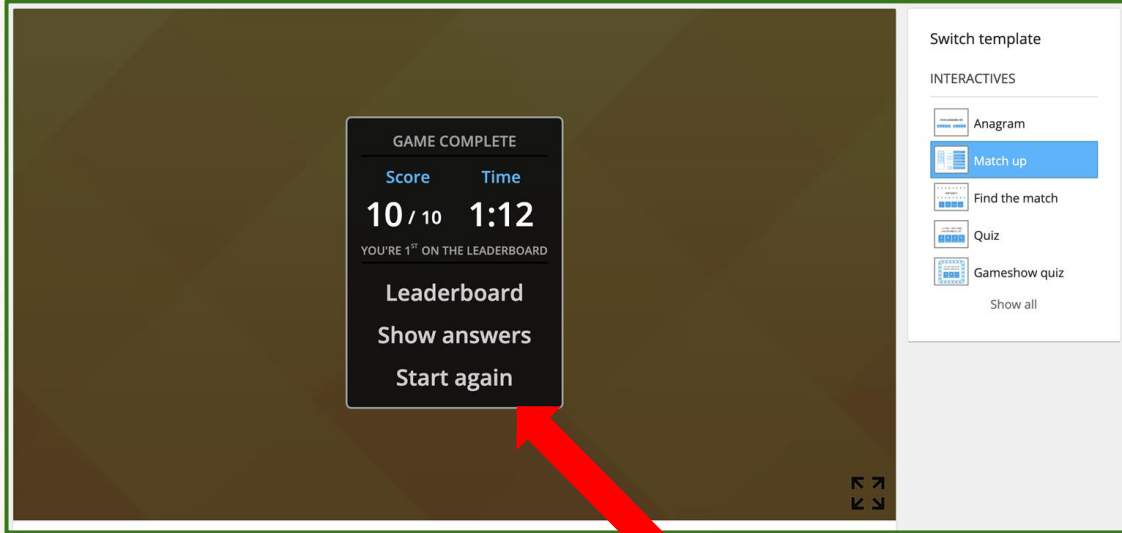 GAME COMPLETE
Score Time
10 / 10 1:12
YOU'RE 1ST ON THE LEADERBOARD
Leaderboard
Show answers
Start again
Switch template
INTERACTIVES
Anagram
Match up
Find the match
Quiz
Gameshow quiz
Show all